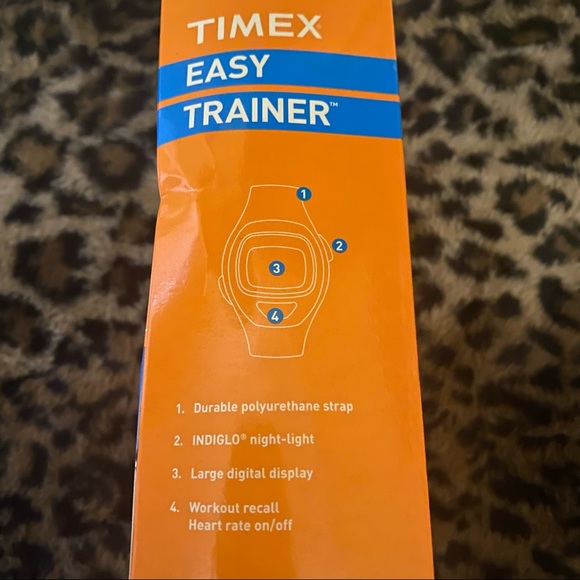 TIMEX
EASY
TRAINER™
1
2
3
4
1. Durable polyurethane strap
2. INDIGLO® night-light
3. Large digital display
4. Workout recall
Heart rate on/off